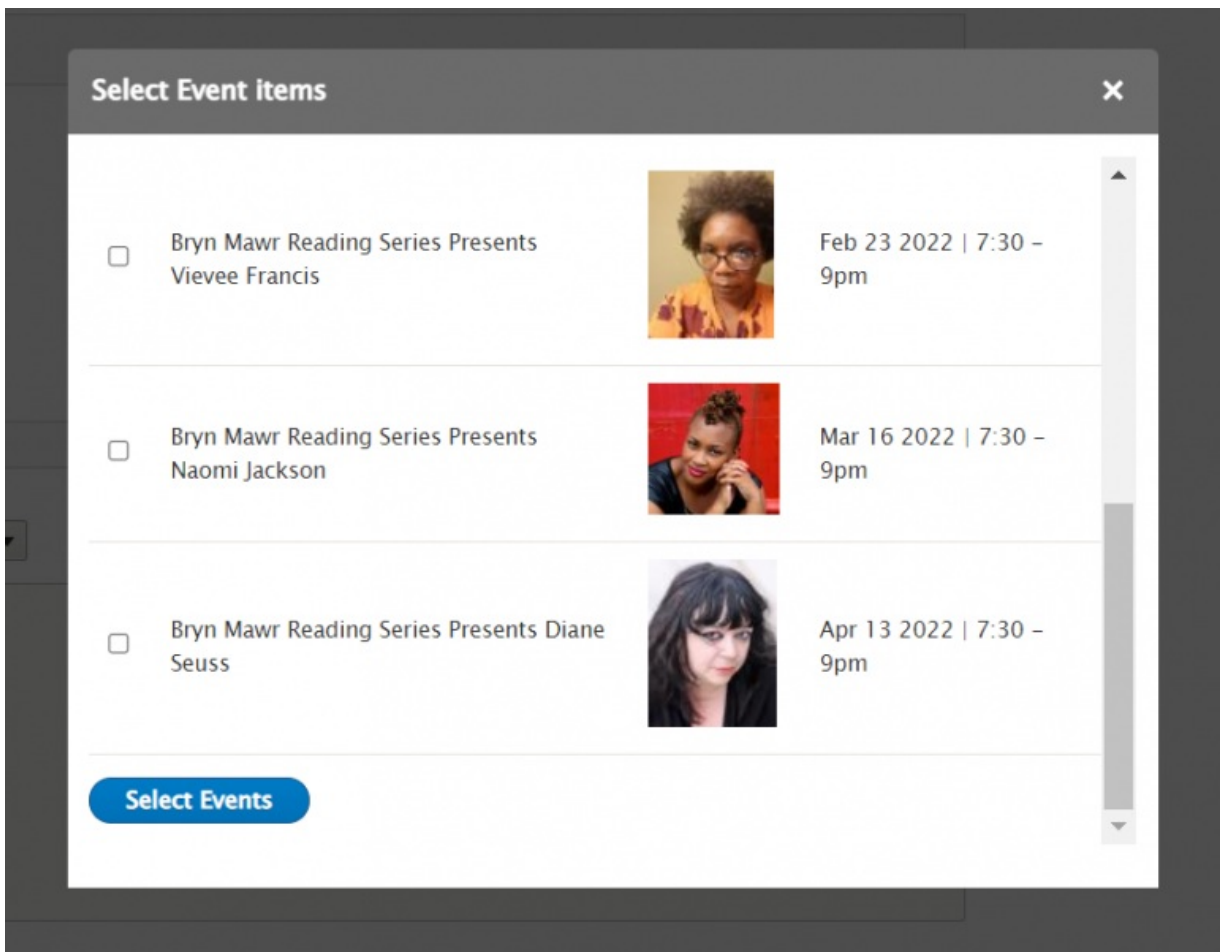 Select Event items
Bryn Mawr Reading Series Presents
Vievee Francis
Feb 23 2022 | 7:30 –
9pm
Bryn Mawr Reading Series Presents
Naomi Jackson
Mar 16 2022 | 7:30 –
9pm
Bryn Mawr Reading Series Presents Diane
Seuss
Apr 13 2022 | 7:30 –
9pm
Select Events